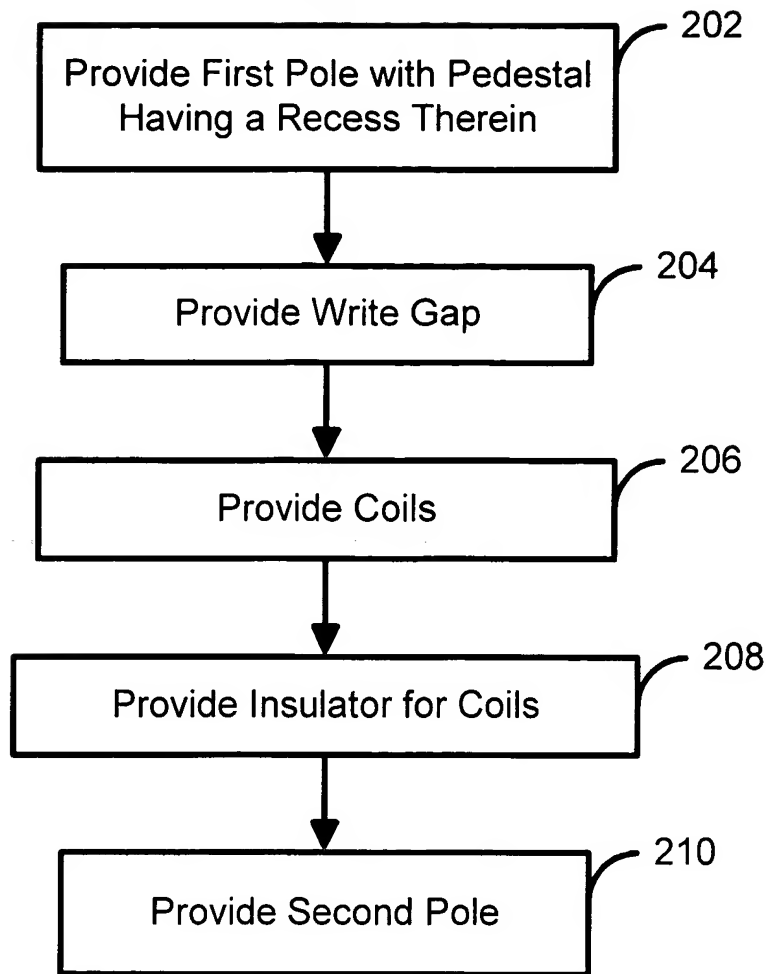 202
Provide First Pole with Pedestal
Having a Recess Therein
204
Provide Write Gap
206
Provide Coils
208
Provide Insulator for Coils
210
Provide Second Pole